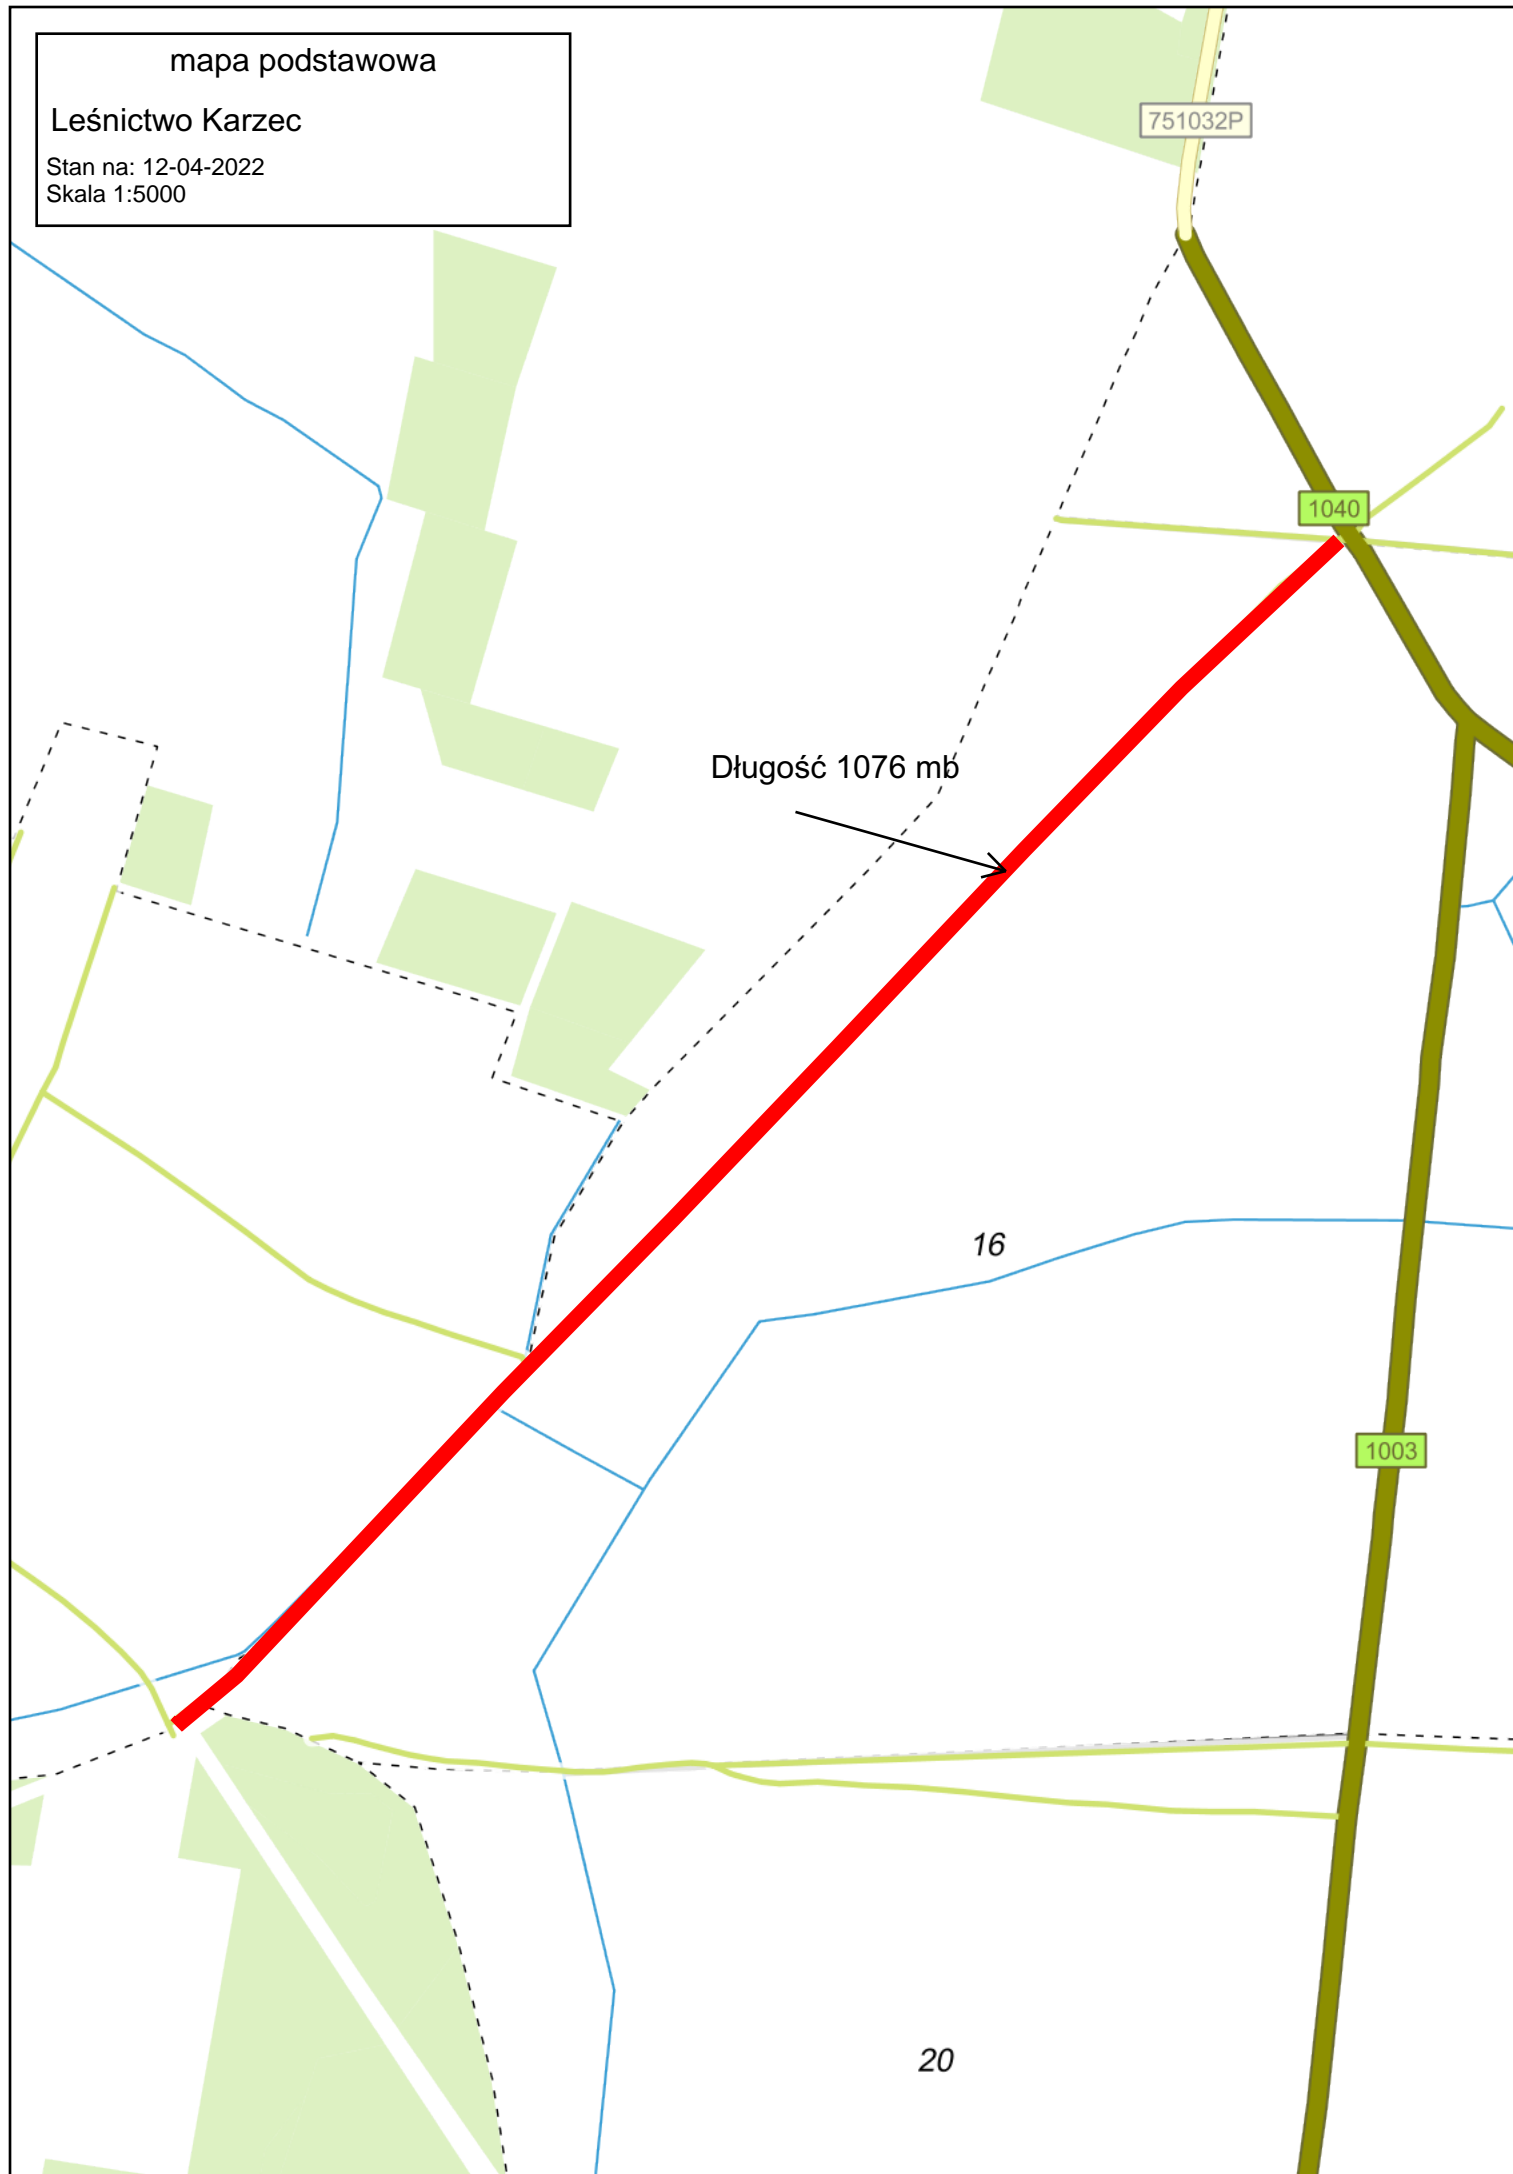 mapa podstawowa
Leśnictwo Karzec
Stan na: 12-04-2022
Skala 1:5000
751032P
1040
Długość 1076 mb
16
1003
20